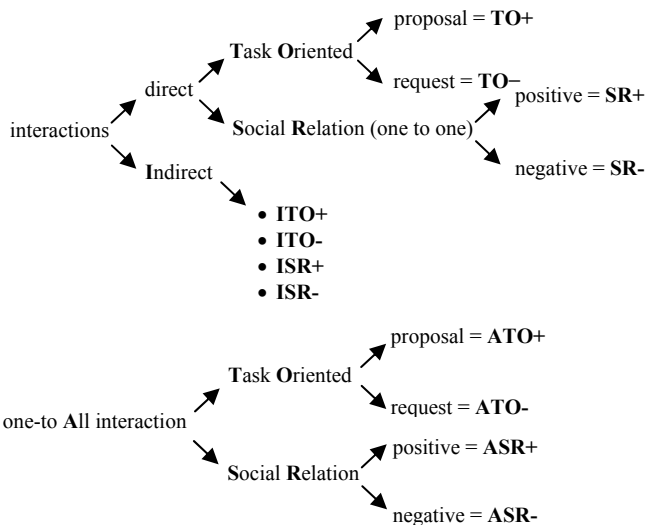 proposal = TO+
Task Oriented
request = TO−
direct
positive = SR+
interactions
Social Relation (one to one)
Indirect
negative = SR-
• ITO+
• ITO-
• ISR+
• ISR-
proposal = ATO+
Task Oriented
request = ATO-
one-to All interaction
positive = ASR+
Social Relation
negative = ASR-